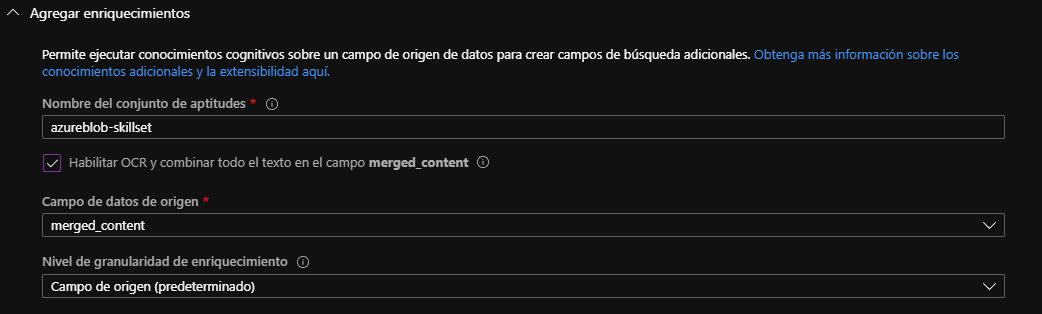 Agregar enriquecimientos
Permite ejecutar conocimientos cognitivos sobre un campo de origen de datos para crear campos de búsqueda adicionales. Obtenga más información sobre los
conocimientos adicionales y la extensibilidad aquí.
Nombre del conjunto de aptitudes *
azureblob-skillset
Habilitar OCR y combinar todo el texto en el campo merged_content
Campo de datos de origen *
merged_content
Nivel de granularidad de enriquecimiento
Campo de origen (predeterminado)